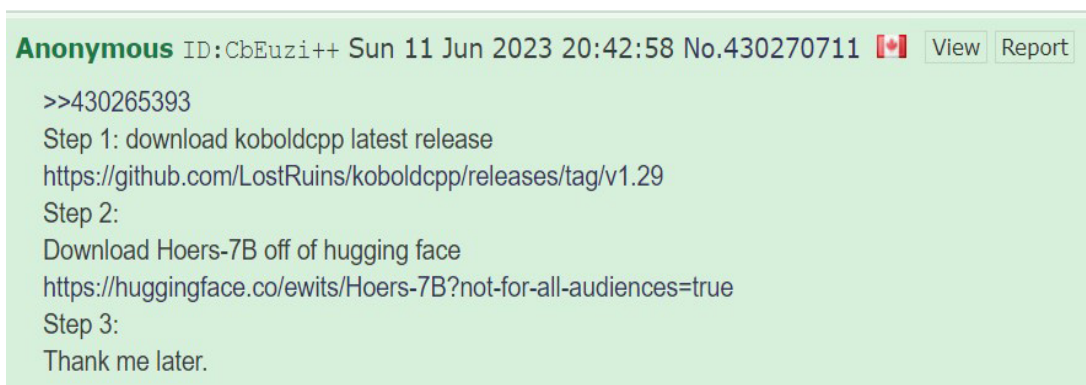 Anonymous ID:CbEuzi++ Sun 11 Jun 2023 20:42:58 No.430270711 View Report
>>430265393
Step 1: download koboldcpp latest release
https://github.com/LostRuins/koboldcpp/releases/tag/v1.29
Step 2:
Download Hoers-7B off of hugging face
https://huggingface.co/ewits/Hoers-7B?not-for-all-audiences=true
Step 3:
Thank me later.